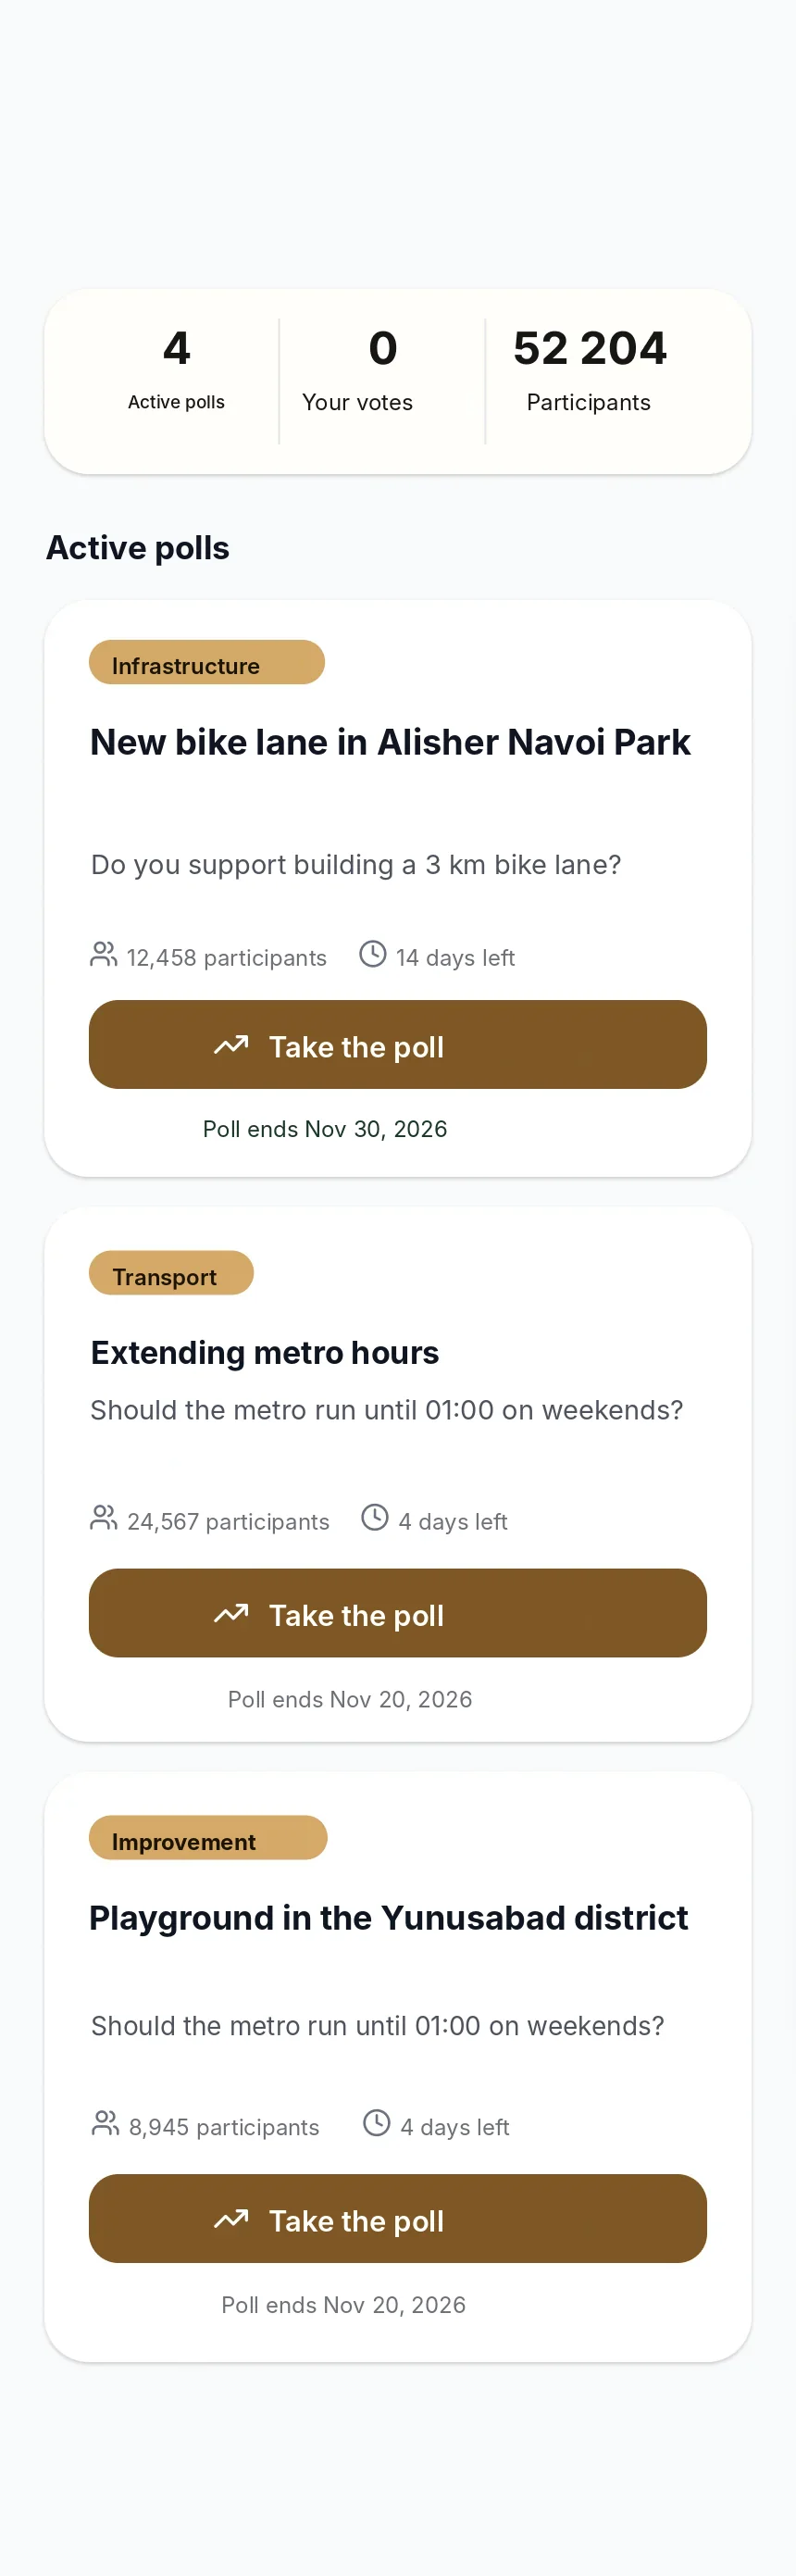 4 0 52 204
Active polls Your votes Participants
Active polls
Infrastructure
New bike lane in Alisher Navoi Park
Do you support building a 3 km bike lane?
12,458 participants 14 days left
Take the poll
Poll ends Nov 30, 2026
Transport
Extending metro hours
Should the metro run until 01:00 on weekends?
24,567 participants 4 days left
Take the poll
Poll ends Nov 20, 2026
Improvement
Playground in the Yunusabad district
Should the metro run until 01:00 on weekends?
8,945 participants 4 days left
Take the poll
Poll ends Nov 20, 2026